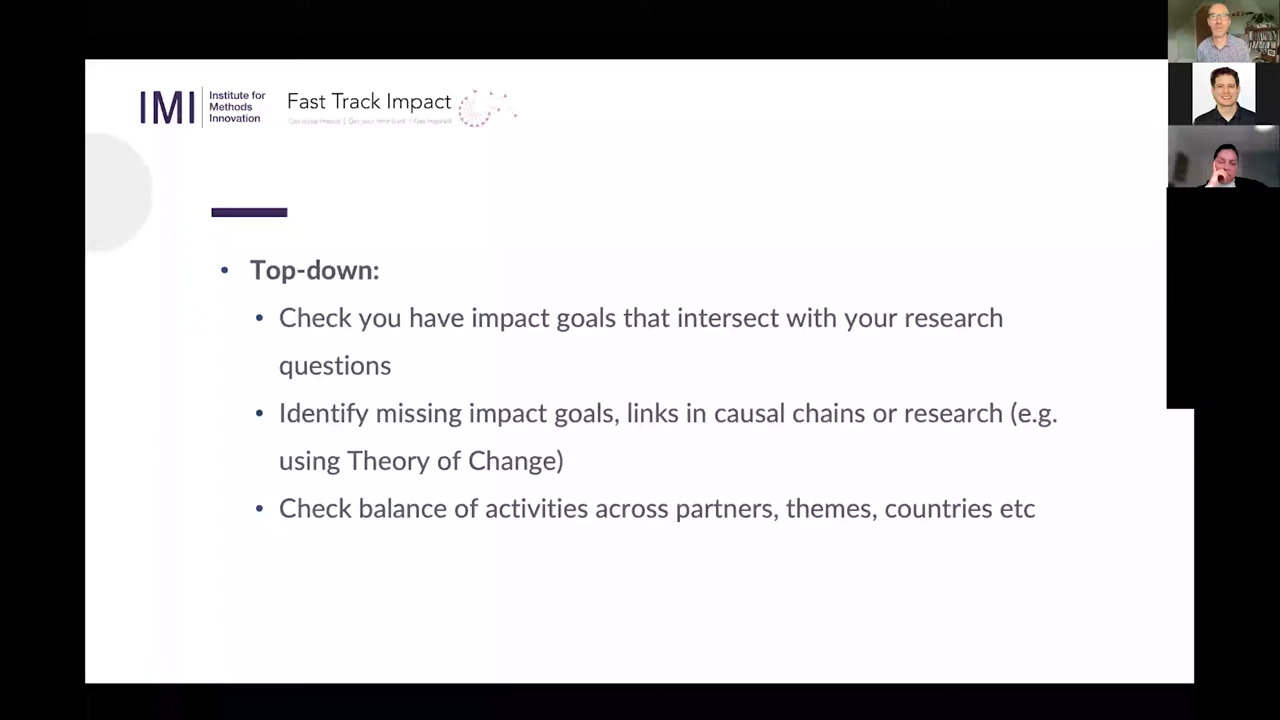 IMI
Institute for
Methods
Innovation
Fast Track Impact
• Top-down:
• Check you have impact goals that intersect with your research
questions
• Identify missing impact goals, links in causal chains or research (e.g.
using Theory of Change)
• Check balance of activities across partners, themes, countries etc